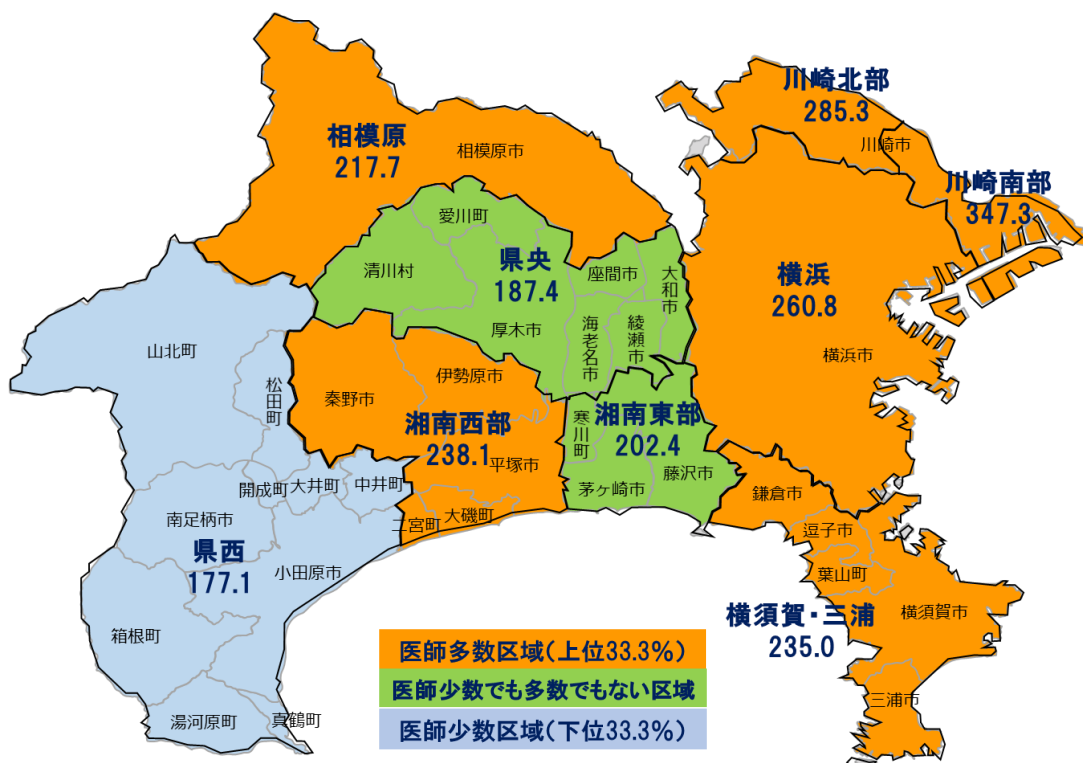 川崎北部
285.3
川崎市
相模原
217.7
相模原市
川崎南部
347.3
愛川町
県央
187.4
清川村
座間市
大和市
厚木市
海老名市
綾瀬市
横浜
260.8
横浜市
山北町
松田町
秦野市
伊勢原市
湘南西部
238.1
平塚市
寒川町
湘南東部
202.4
藤沢市
茅ヶ崎市
開成町
大井町
中井町
二宮町
大磯町
鎌倉市
南足柄市
県西
177.1
小田原市
逗子市
葉山町
横須賀・三浦
235.0
横須賀市
箱根町
三浦市
湯河原町
真鶴町
医師多数区域(上位33.3%)
医師少数でも多数でもない区域
医師少数区域(下位33.3%)